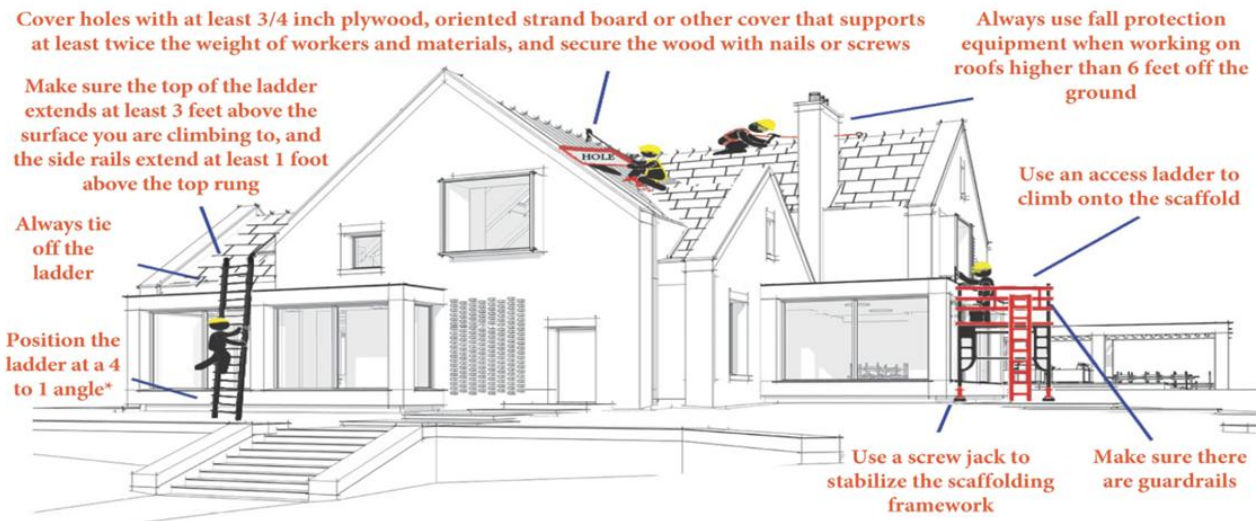 Cover holes with at least 3/4 inch plywood, oriented strand board or other cover that supports
at least twice the weight of workers and materials, and secure the wood with nails or screws
Always use fall protection
equipment when working on
roofs higher than 6 feet off the
ground
Make sure the top of the ladder
extends at least 3 feet above the
surface you are climbing to, and
the side rails extend at least 1 foot
above the top rung
HOLE
Use an access ladder to
climb onto the scaffold
Always tie
off the
ladder
Position the
ladder at a 4
to 1 angle*
Use a screw jack to
stabilize the scaffolding
framework
Make sure there
are guardrails